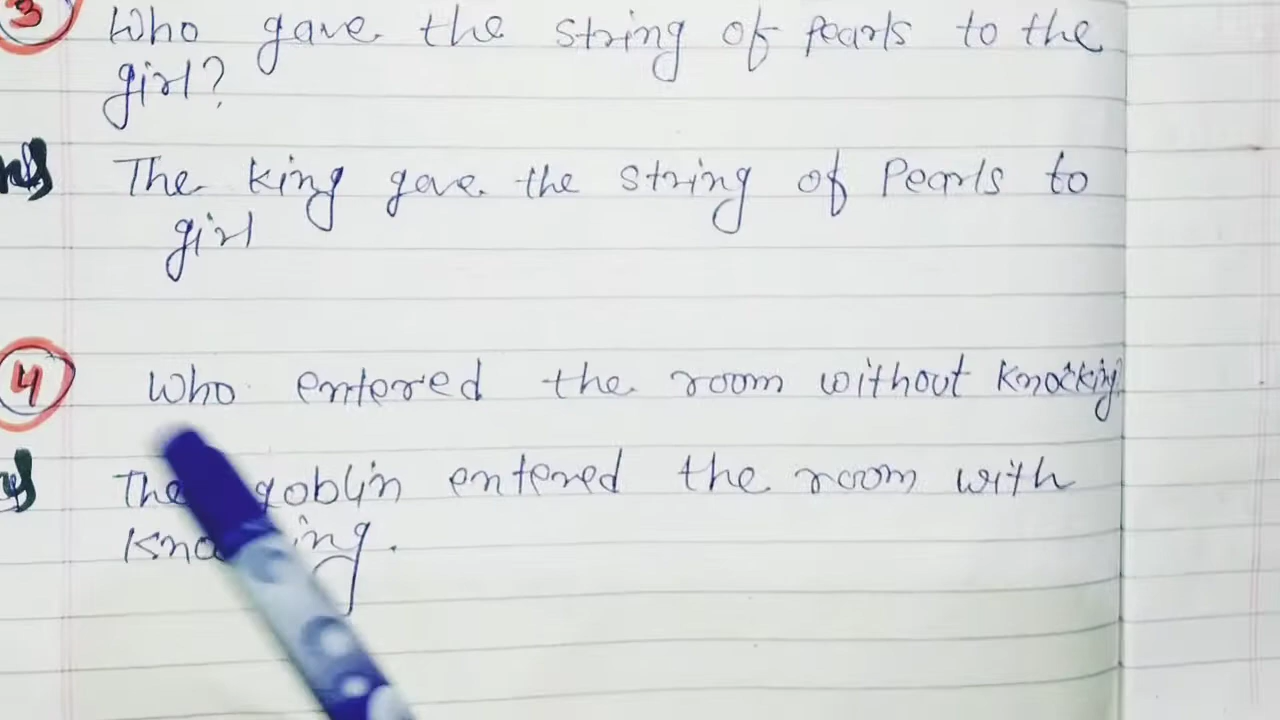 3 Who gave the string of pearls to the
girl?
The king gave the string of Pearls to
girl
4 Who entered the room without Knocking
The goblin entered the room with